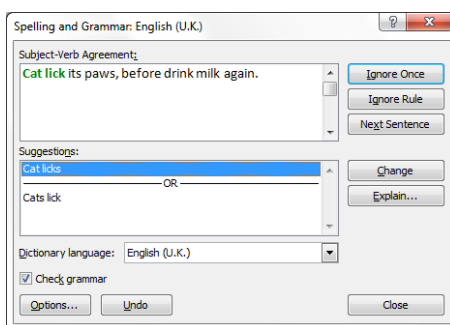 Spelling and Grammar: English (U.K.)
Subject-Verb Agreement:
Cat lick its paws, before drink milk again.
Ignore Once
Ignore Rule
Next Sentence
Suggestions:
Cat licks
OR
Cats lick
Change
Explain...
Dictionary language: English (U.K.)
Check grammar
Options... Undo Close